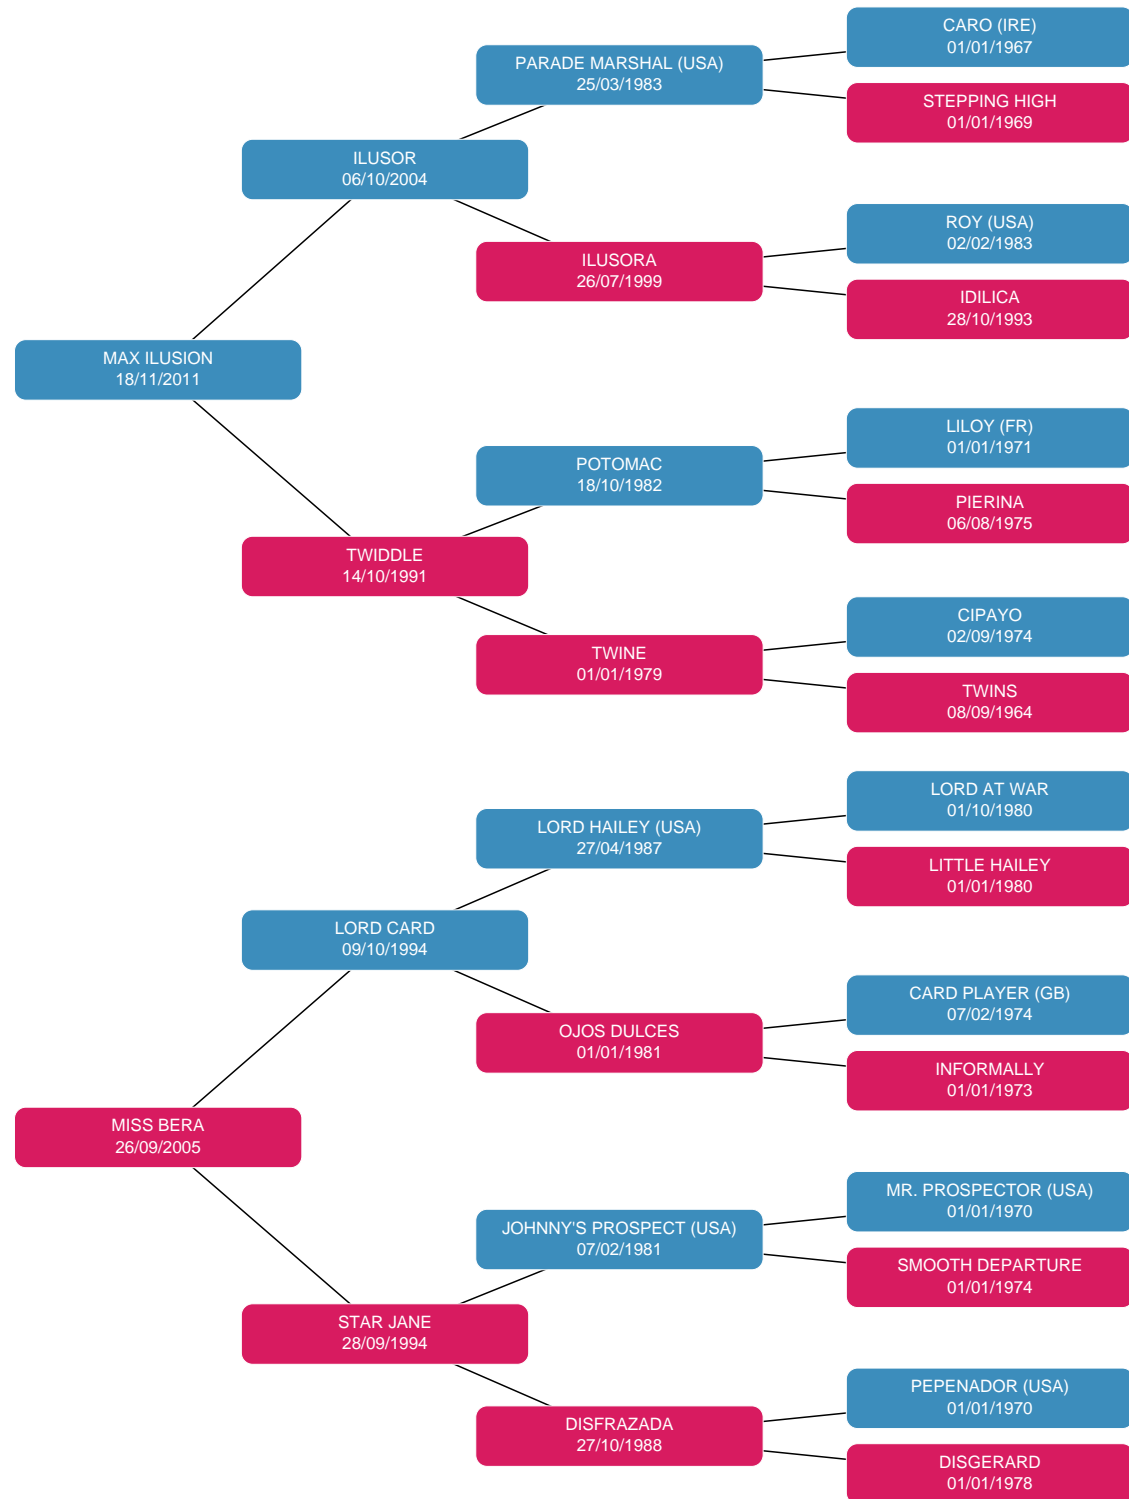 CARO (IRE)
01/01/1967
PARADE MARSHAL (USA)
25/03/1983
STEPPING HIGH
01/01/1969
ILUSOR
06/10/2004
ROY (USA)
02/02/1983
ILUSORA
26/07/1999
IDILICA
28/10/1993
MAX ILUSION
18/11/2011
LILOY (FR)
01/01/1971
POTOMAC
18/10/1982
PIERINA
06/08/1975
TWIDDLE
14/10/1991
CIPAYO
02/09/1974
TWINE
01/01/1979
TWINS
08/09/1964
LORD AT WAR
01/10/1980
LORD HAILEY (USA)
27/04/1987
LITTLE HAILEY
01/01/1980
LORD CARD
09/10/1994
CARD PLAYER (GB)
07/02/1974
OJOS DULCES
01/01/1981
INFORMALLY
01/01/1973
MISS BERA
26/09/2005
MR. PROSPECTOR (USA)
01/01/1970
JOHNNY'S PROSPECT (USA)
07/02/1981
SMOOTH DEPARTURE
01/01/1974
STAR JANE
28/09/1994
PEPENADOR (USA)
01/01/1970
DISFRAZADA
27/10/1988
DISGERARD
01/01/1978